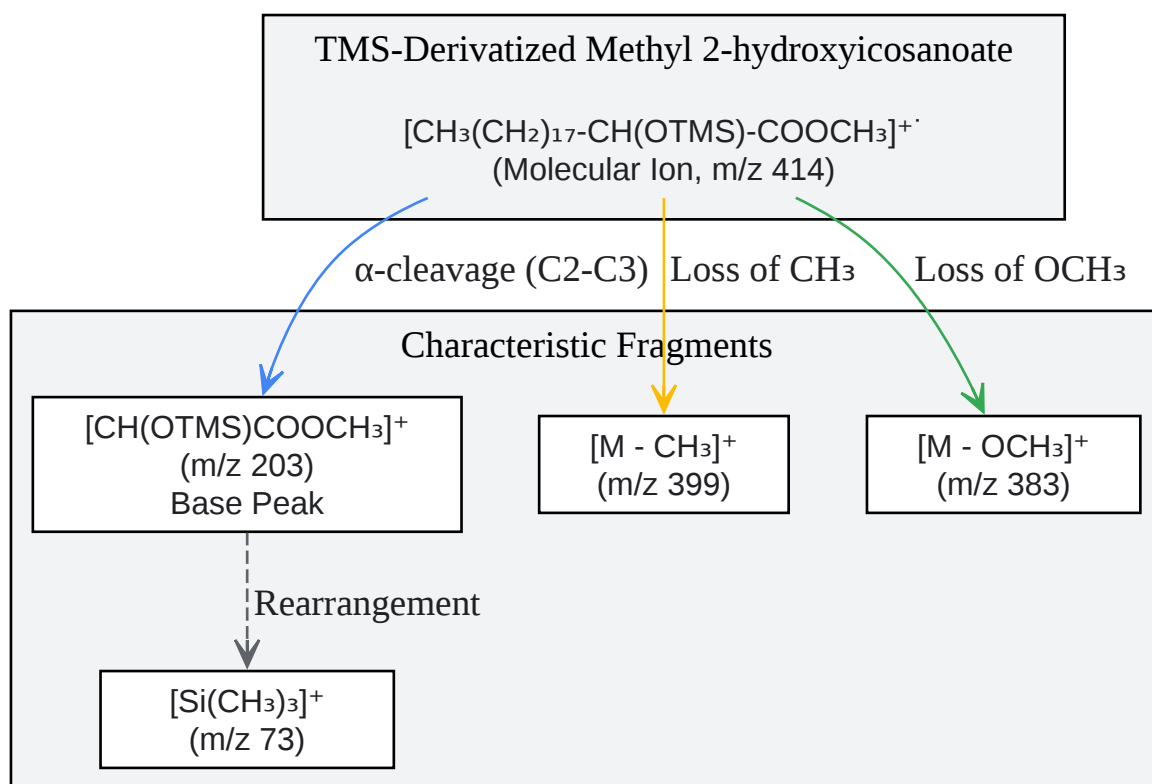 TMS-Derivatized Methyl 2-hydroxyicosanoate
[CH₃(CH₂)₁₇-CH(OTMS)-COOCH₃]⁺˙
(Molecular Ion, m/z 414)
α-cleavage (C2-C3)
Loss of CH₃
Loss of OCH₃
Characteristic Fragments
[CH(OTMS)COOCH₃]⁺
(m/z 203)
Base Peak
[M - CH₃]⁺
(m/z 399)
[M - OCH₃]⁺
(m/z 383)
Rearrangement
[Si(CH₃)₃]⁺
(m/z 73)